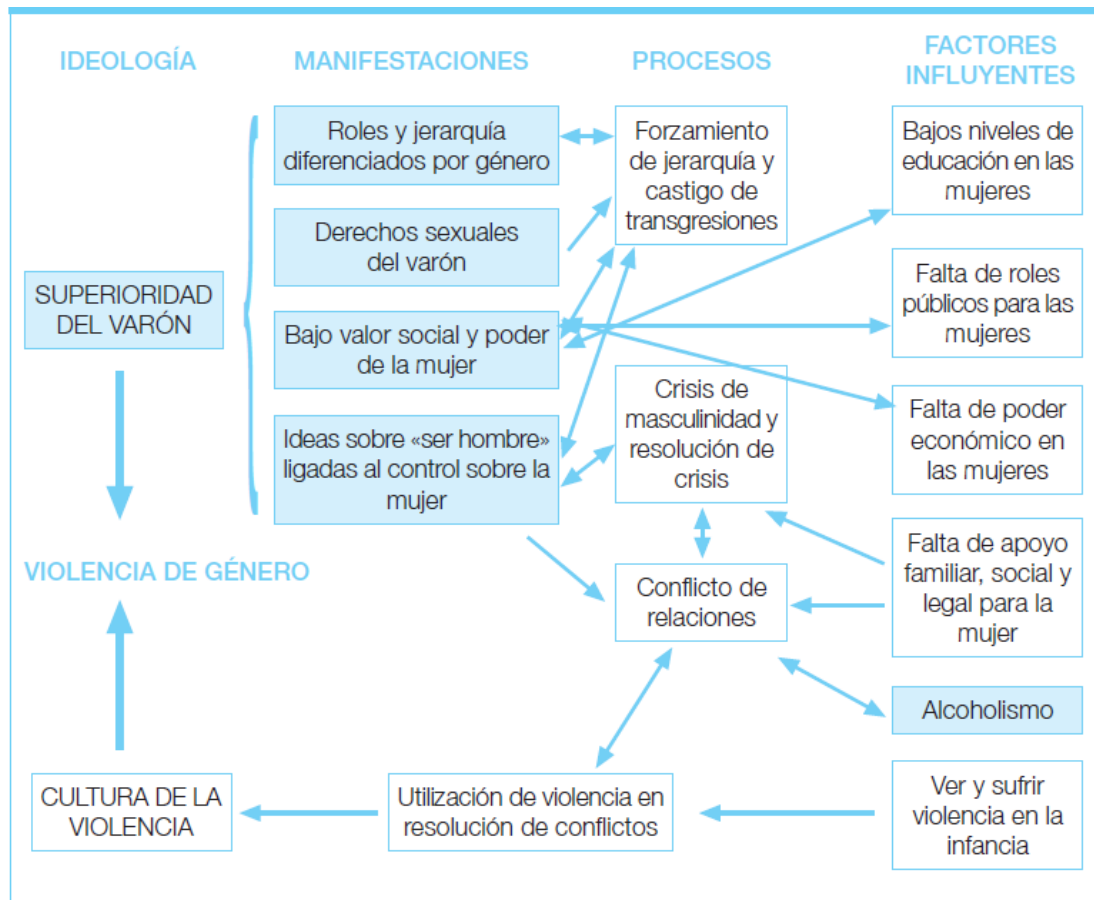 IDEOLOGÍA
MANIFESTACIONES
PROCESOS
FACTORES
INFLUYENTES
SUPERIORIDAD
DEL VARÓN
VIOLENCIA DE GÉNERO
CULTURA DE LA
VIOLENCIA
Roles y jerarquía
diferenciados por género
Derechos sexuales
del varón
Bajo valor social y poder
de la mujer
Ideas sobre «ser hombre»
ligadas al control sobre la
mujer
Utilización de violencia en
resolución de conflictos
Forzamiento
de jerarquía y
castigo de
transgresiones
Crisis de
masculinidad y
resolución de
crisis
Conflicto de
relaciones
Bajos niveles de
educación en las
mujeres
Falta de roles
públicos para las
mujeres
Falta de poder
económico en
las mujeres
Falta de apoyo
familiar, social y
legal para la
mujer
Alcoholismo
Ver y sufrir
violencia en la
infancia